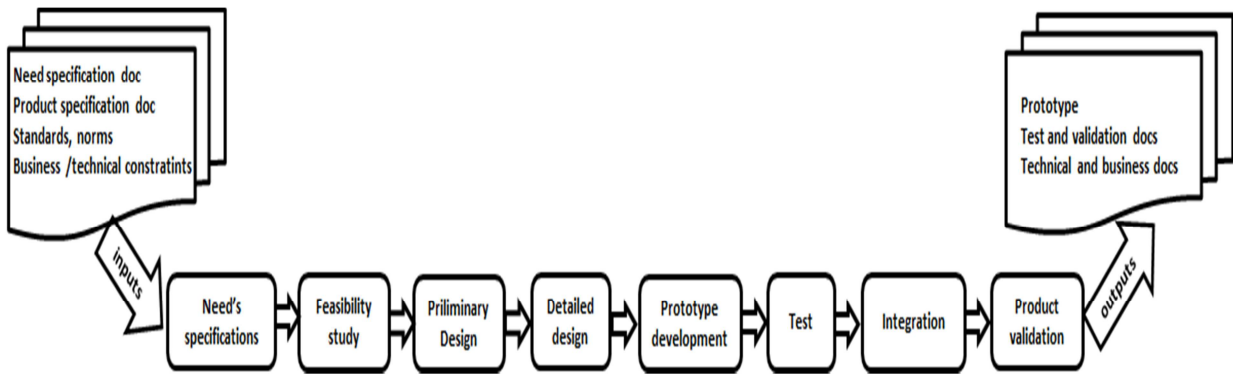 Need specification doc
Product specification doc
Standards, norms
Business /technical constratints
Prototype
Test and validation docs
Technical and business docs
inputs
outputs
Need's
specifications
Feasibility
study
Priliminary
Design
Detailed
design
Prototype
development
Test
Integration
Product
validation